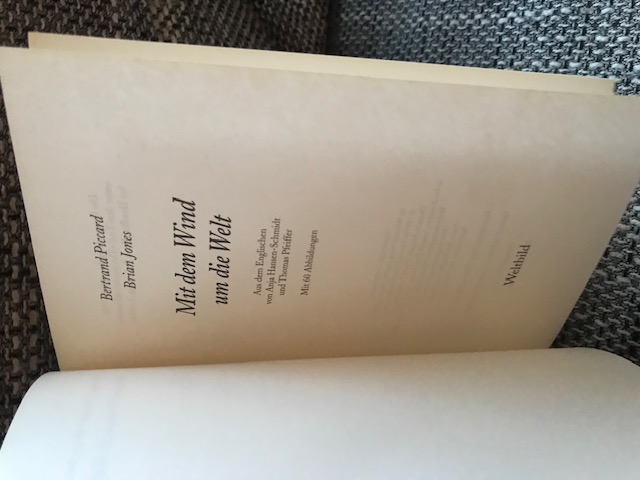 Bertrand Piccard
Brian Jones
Mit dem Wind
um die Welt
Aus dem Englischen
von Anja Hansen-Schmidt
und Thomas Pfeiffer
Mit 60 Abbildungen
Weltbild